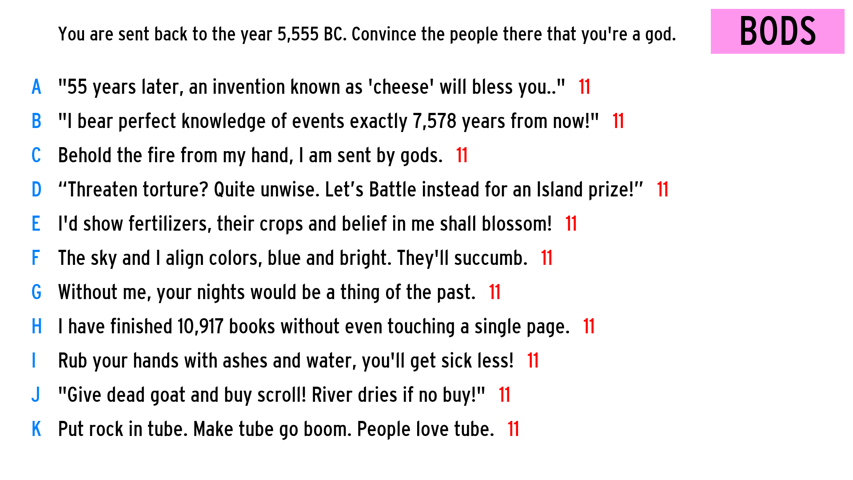 You are sent back to the year 5,555 BC. Convince the people there that you're a god.
BODS
A "55 years later, an invention known as 'cheese' will bless you.." 11
B "I bear perfect knowledge of events exactly 7,578 years from now!" 11
C Behold the fire from my hand, I am sent by gods. 11
D “Threaten torture? Quite unwise. Let’s Battle instead for an Island prize!” 11
E I'd show fertilizers, their crops and belief in me shall blossom! 11
F The sky and I align colors, blue and bright. They'll succumb. 11
G Without me, your nights would be a thing of the past. 11
H I have finished 10,917 books without even touching a single page. 11
I Rub your hands with ashes and water, you'll get sick less! 11
J "Give dead goat and buy scroll! River dries if no buy!" 11
K Put rock in tube. Make tube go boom. People love tube. 11